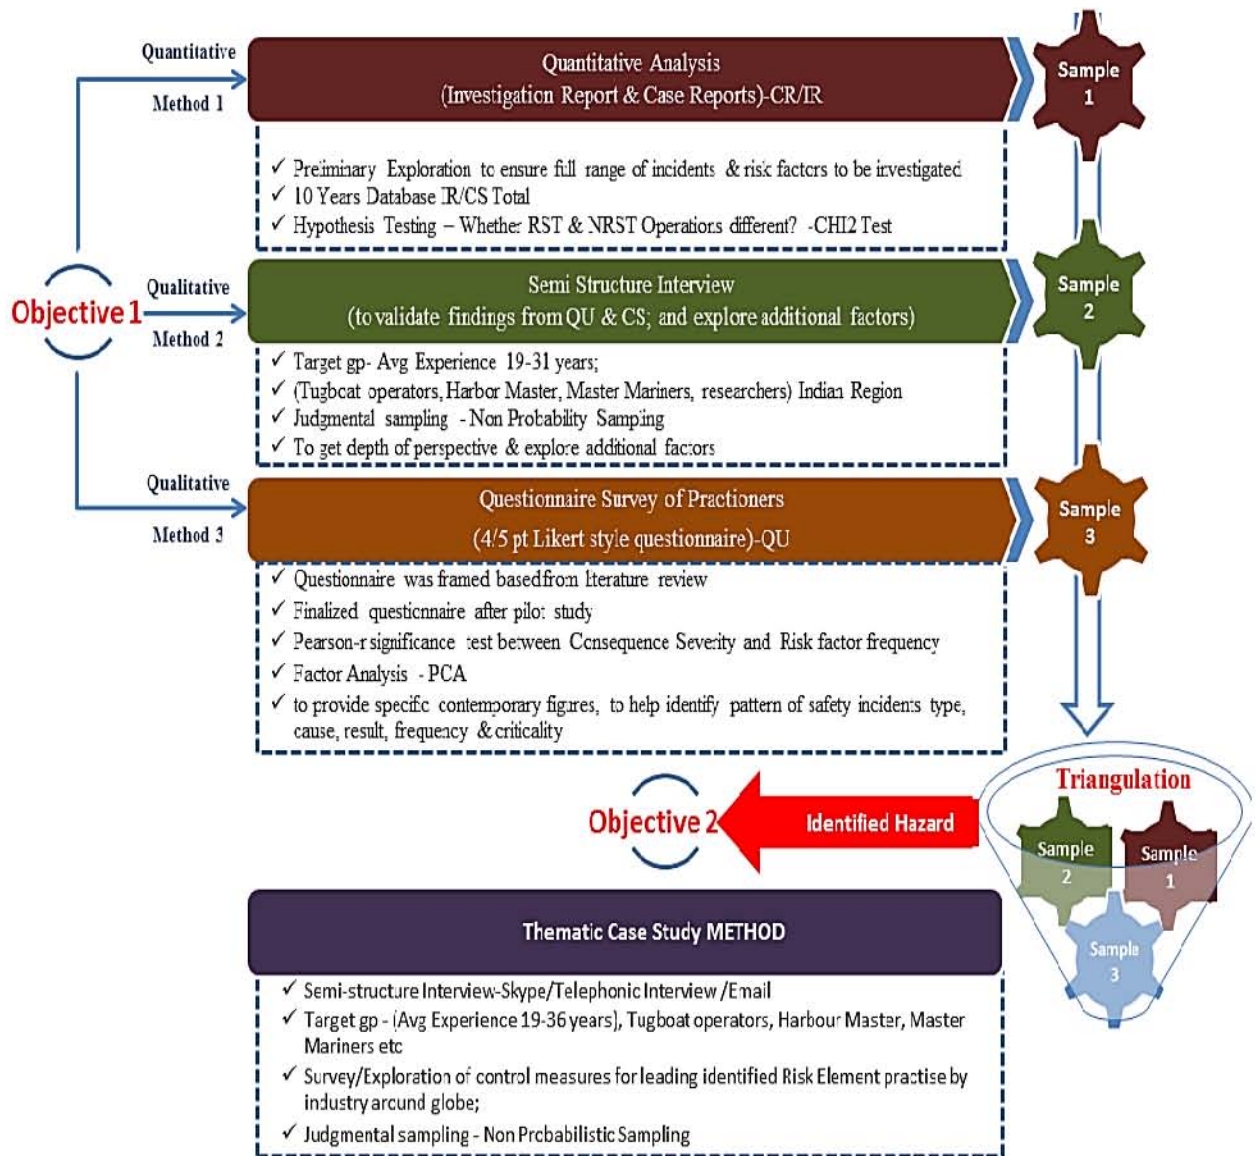 Quantitative
Method 1
Quantitative Analysis
(Investigation Report & Case Reports)-CR/IR
Sample
1
✓ Preliminary Exploration to ensure full range of incidents & risk factors to be investigated
✓ 10 Years Database IR/CS Total
✓ Hypothesis Testing – Whether RST & NRST Operations different? -CHI2 Test
Objective 1
Qualitative
Method 2
Semi Structure Interview
(to validate findings from QU & CS; and explore additional factors)
Sample
2
✓ Target gp- Avg Experience 19-31 years;
✓ (Tugboat operators, Harbor Master, Master Mariners, researchers) Indian Region
✓ Judgmental sampling - Non Probability Sampling
✓ To get depth of perspective & explore additional factors
Qualitative
Method 3
Questionnaire Survey of Practioners
(4/5 pt Likert style questionnaire)-QU
Sample
3
✓ Questionnaire was framed based from literature review
✓ Finalized questionnaire after pilot study
✓ Pearson-r significance test between Consequence Severity and Risk factor frequency
✓ Factor Analysis - PCA
✓ to provide specific contemporary figures, to help identify pattern of safety incidents type,
cause, result, frequency & criticality
Triangulation
Sample
2
Sample
1
Sample
3
Identified Hazard
Objective 2
Thematic Case Study METHOD
✓ Semi-structure Interview-Skype/Telephonic Interview /Email
✓ Target gp - (Avg Experience 19-36 years), Tugboat operators, Harbour Master, Master
Mariners etc
✓ Survey/Exploration of control measures for leading identified Risk Element practise by
industry around globe;
✓ Judgmental sampling - Non Probabilistic Sampling